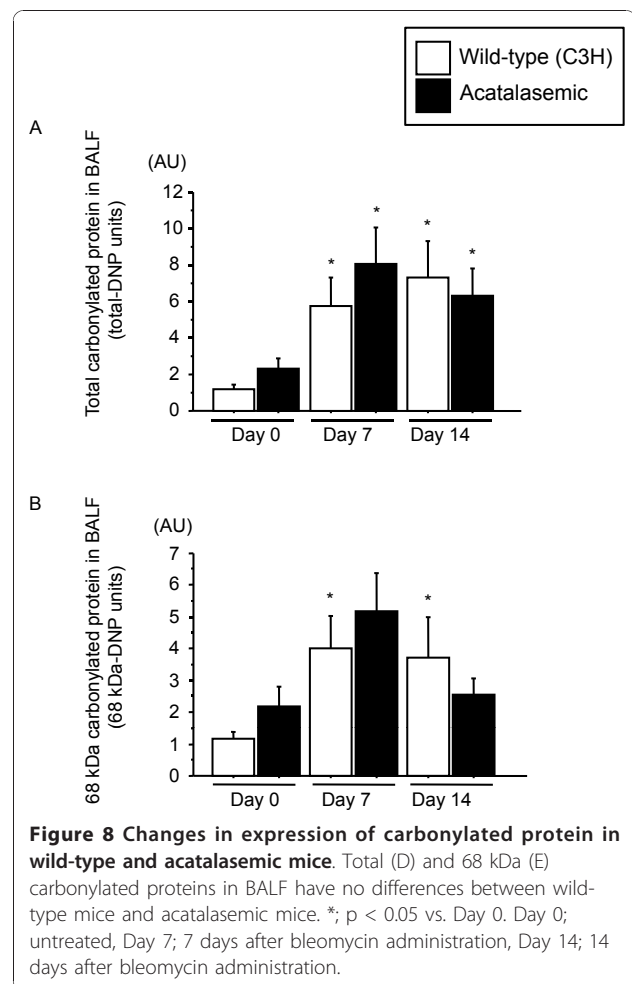 Wild-type (C3H)
Acatalasemic
A
Total carbonylated protein in BALF
(total-DNP units)
(AU)
12
10
8
6
4
2
0
*
*
*
*
Day 0
Day 7
Day 14
B
68 kDa carbonylated protein in BALF
(68 kDa-DNP units)
(AU)
7
6
5
4
3
2
1
0
*
*
Day 0
Day 7
Day 14
Figure 8 Changes in expression of carbonylated protein in
wild-type and acatalasemic mice. Total (D) and 68 kDa (E)
carbonylated proteins in BALF have no differences between wild-
type mice and acatalasemic mice. *; p < 0.05 vs. Day 0. Day 0;
untreated, Day 7; 7 days after bleomycin administration, Day 14; 14
days after bleomycin administration.